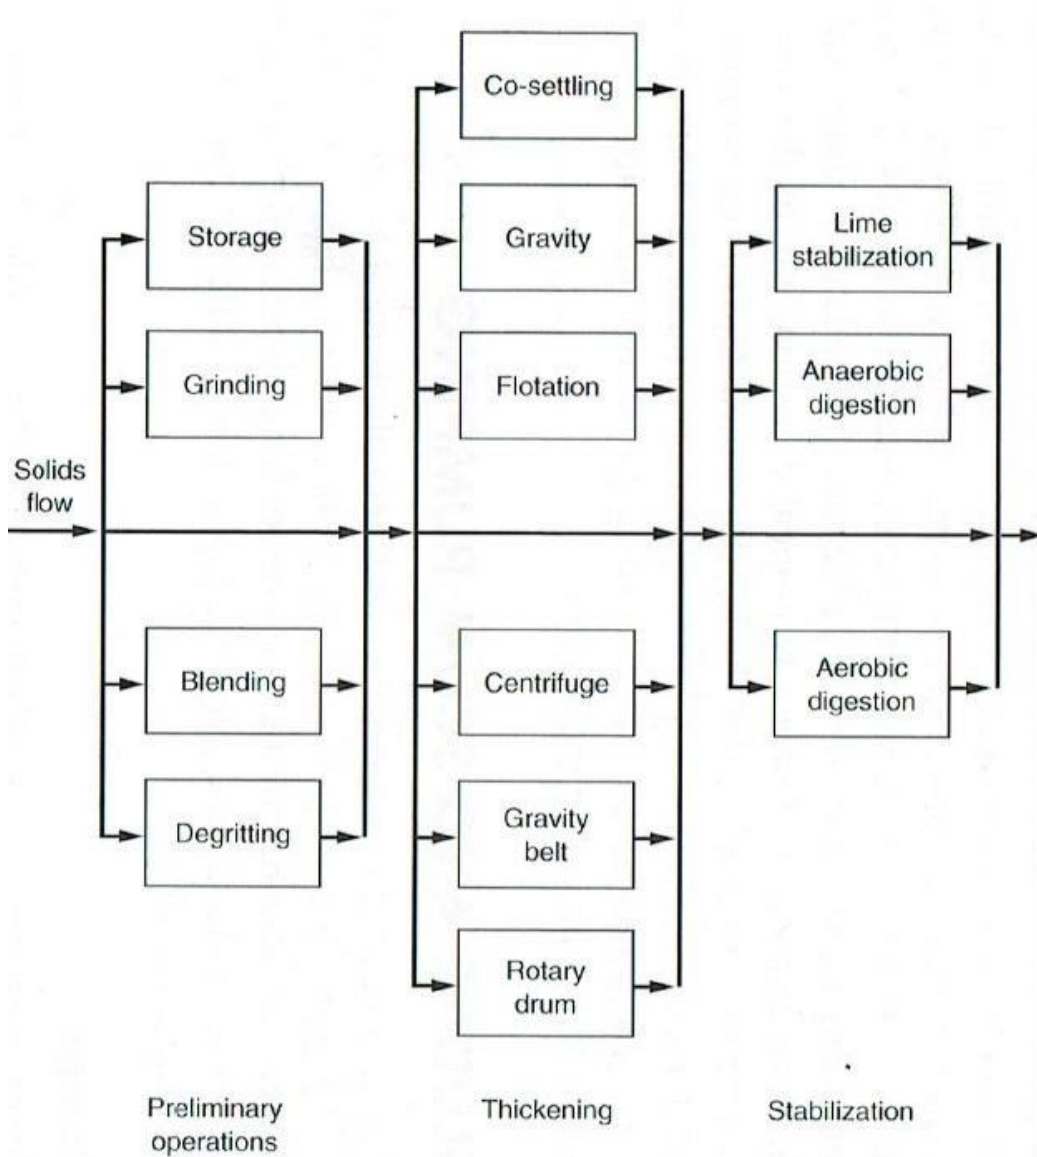 Solids
flow
Storage
Grinding
Blending
Degritting
Preliminary
operations
Co-settling
Gravity
Flotation
Centrifuge
Gravity
belt
Rotary
drum
Thickening
Lime
stabilization
Anaerobic
digestion
Aerobic
digestion
Stabilization